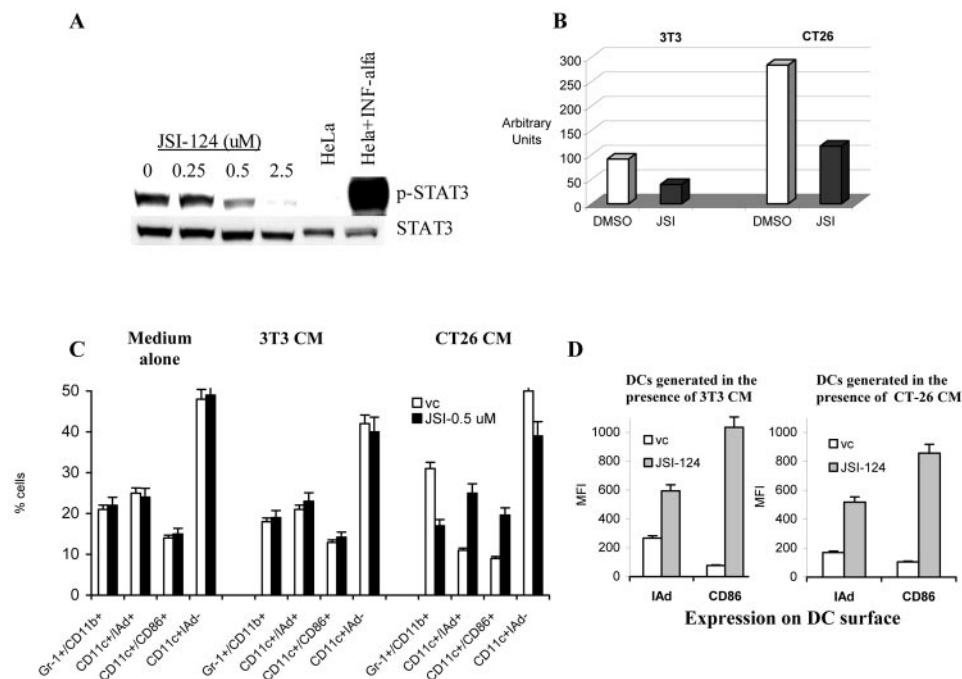 A
JSI-124 (uM)
0 0.25 0.5 2.5
HeLa
Hela+INF-alfa
p-STAT3
STAT3
B
3T3 CT26
Arbitrary
Units
300
250
200
150
100
50
0
DMSO JSI DMSO JSI
C
Medium
alone
3T3 CM
CT26 CM
% cells
50
40
30
20
10
0
vc
JSI-0.5 uM
Gr-1+/CD11b+
CD11c+/IAd+
CD11c+/CD86+
CD11c+IAd-
Gr-1+/CD11b+
CD11c+/IAd+
CD11c+/CD86+
CD11c+IAd-
Gr-1+/CD11b+
CD11c+/IAd+
CD11c+/CD86+
CD11c+IAd-
D
DCs generated in the
presence of 3T3 CM
MFI
1000
800
600
400
200
0
vc
JSI-124
IAd CD86
DCs generated in the
presence of CT-26 CM
MFI
1000
800
600
400
200
0
vc
JSI-124
IAd CD86
Expression on DC surface